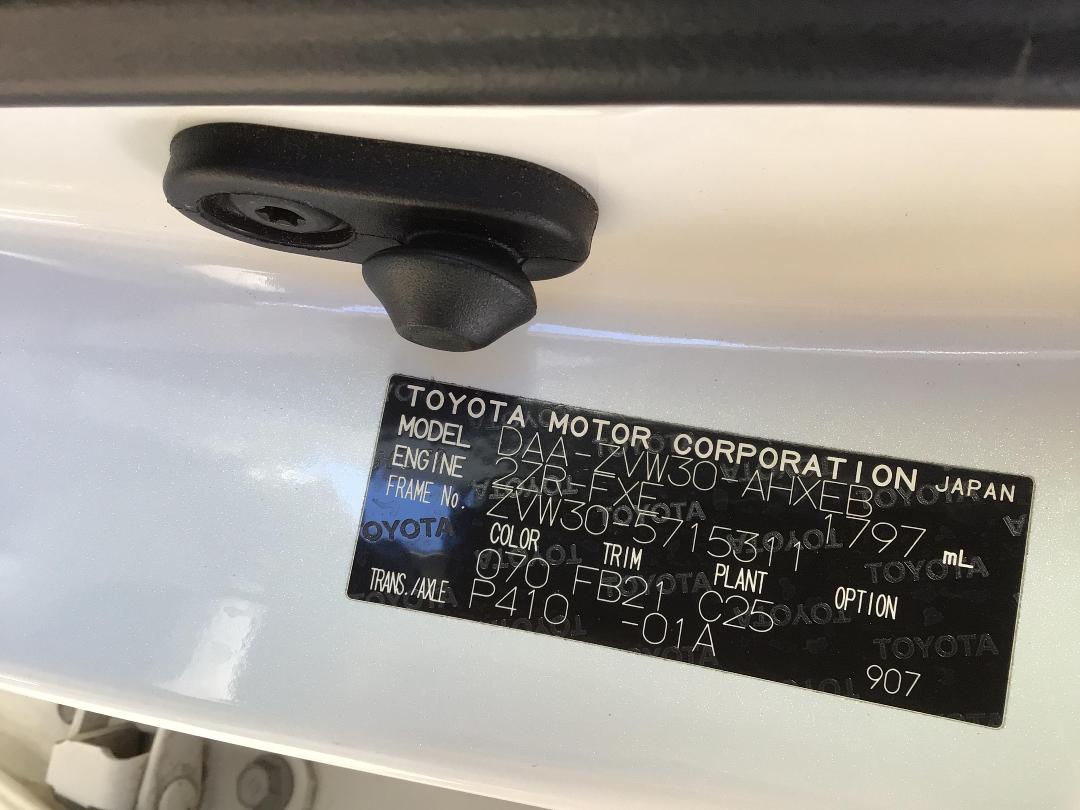 TOYOTA MOTOR CORPORATION JAPAN
MODEL DAA-ZVW30-AHXEB
ENGINE 2ZR-FXE 1797 mL
FRAME No. ZVW30-5715311
COLOR TRIM PLANT OPTION
070 FB21 C25
TRANS./AXLE P410 -01A
907